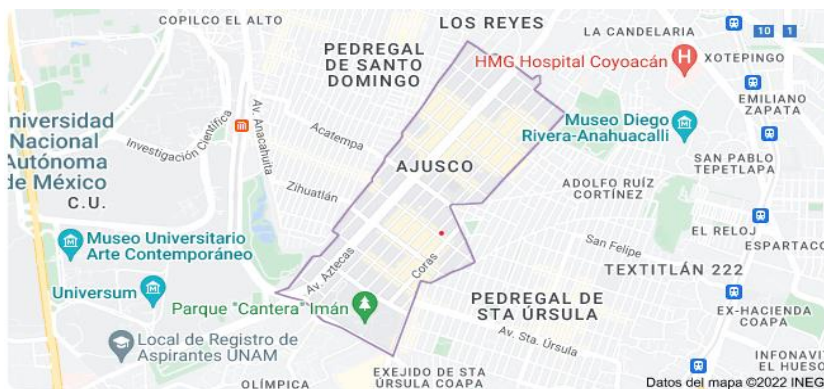 COPILCO EL ALTO
LOS REYES
LA CANDELARIA
10 1
PEDREGAL
DE SANTO
DOMINGO
HMG Hospital Coyoacán
XOTEPINGO
EMILIANO
ZAPATA
niversidad
Nacional
Autónoma
de México
C.U.
Investigación Científica
Av. Anacahuita
Acatempa
Museo Diego
Rivera-Anahuacalli
SAN PABLO
TEPETLAPA
AJUSCO
Zihuatlán
ADOLFO RUÍZ
CORTÍNEZ
Museo Universitario
Arte Contemporáneo
EL RELOJ
ESPARTACO
San Felipe
Av. Aztecas
Coras
TEXTITLÁN 222
Universum
Parque "Cantera" Imán
PEDREGAL DE
STA ÚRSULA
EX-HACIENDA
COAPA
Av. Sta. Úrsula
Local de Registro de
Aspirantes UNAM
INFONAVIT
EL HUESO
OLÍMPICA
EXEJIDO DE STA
ÚRSULA COAPA
Datos del mapa ©2022 INEG